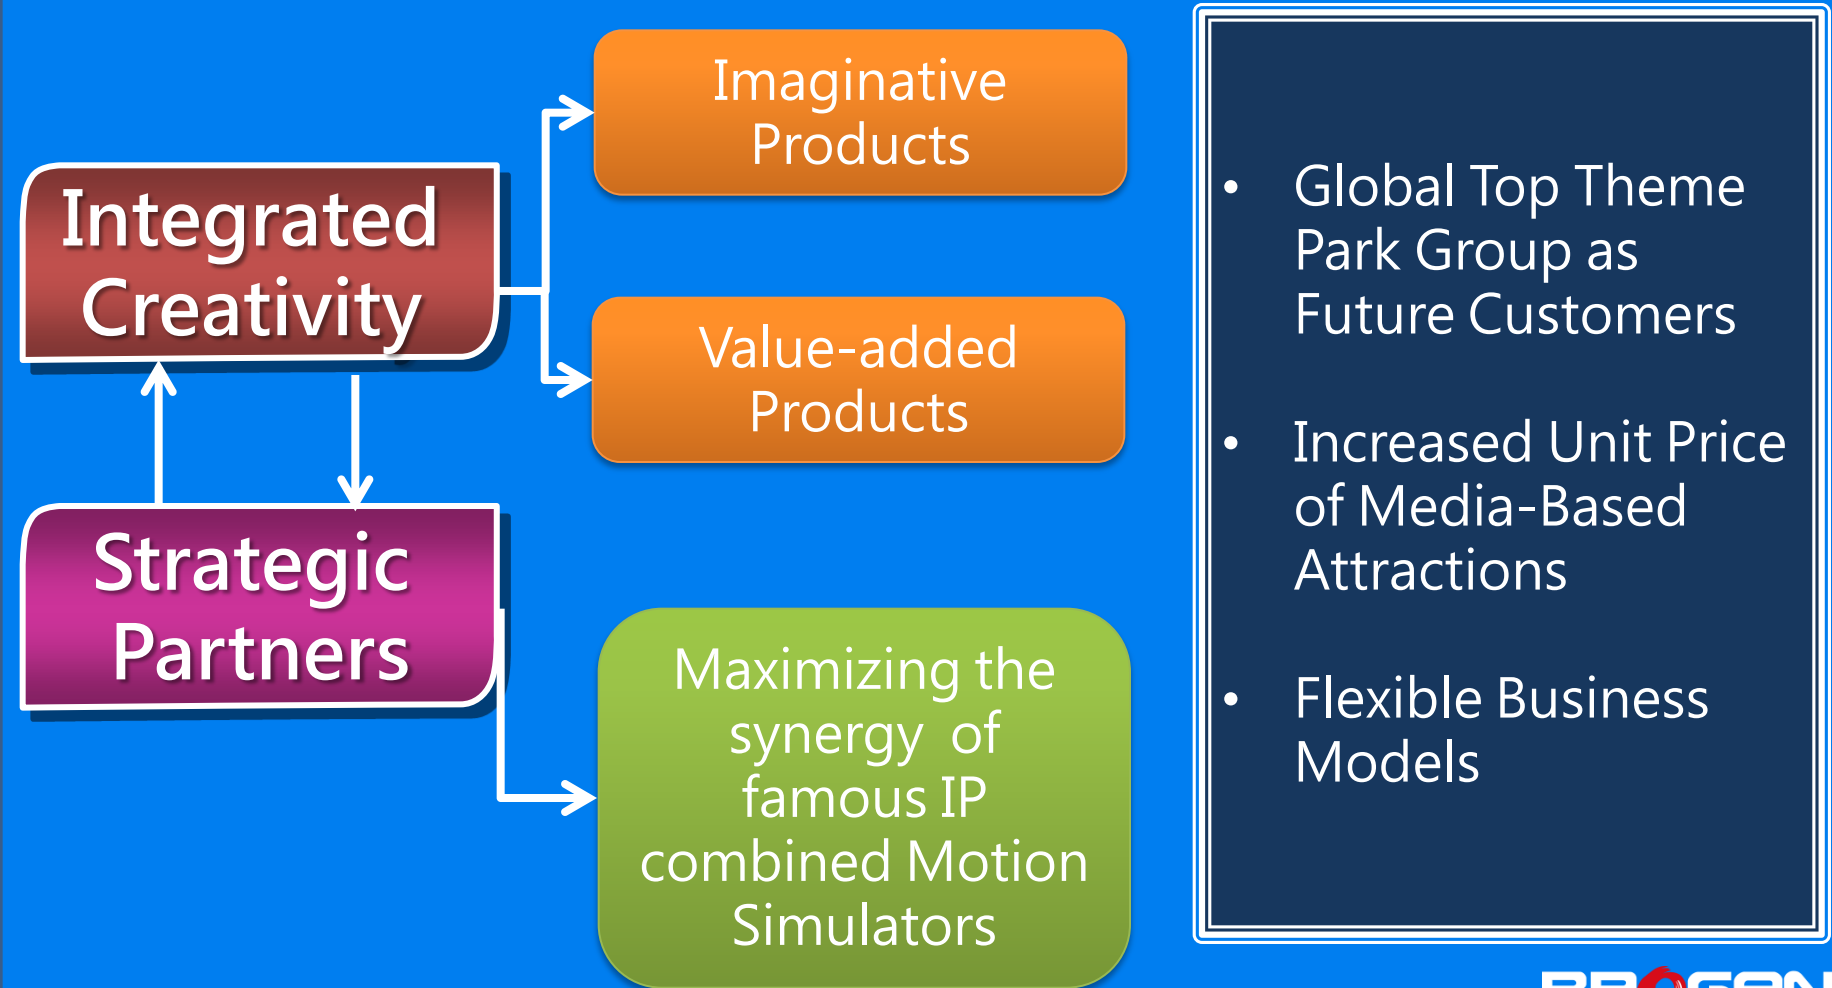 Imaginative
Products
Integrated
Creativity
Value-added
Products
Strategic
Partners
Maximizing the
synergy of
famous IP
combined Motion
Simulators
• Global Top Theme
Park Group as
Future Customers
• Increased Unit Price
of Media-Based
Attractions
• Flexible Business
Models